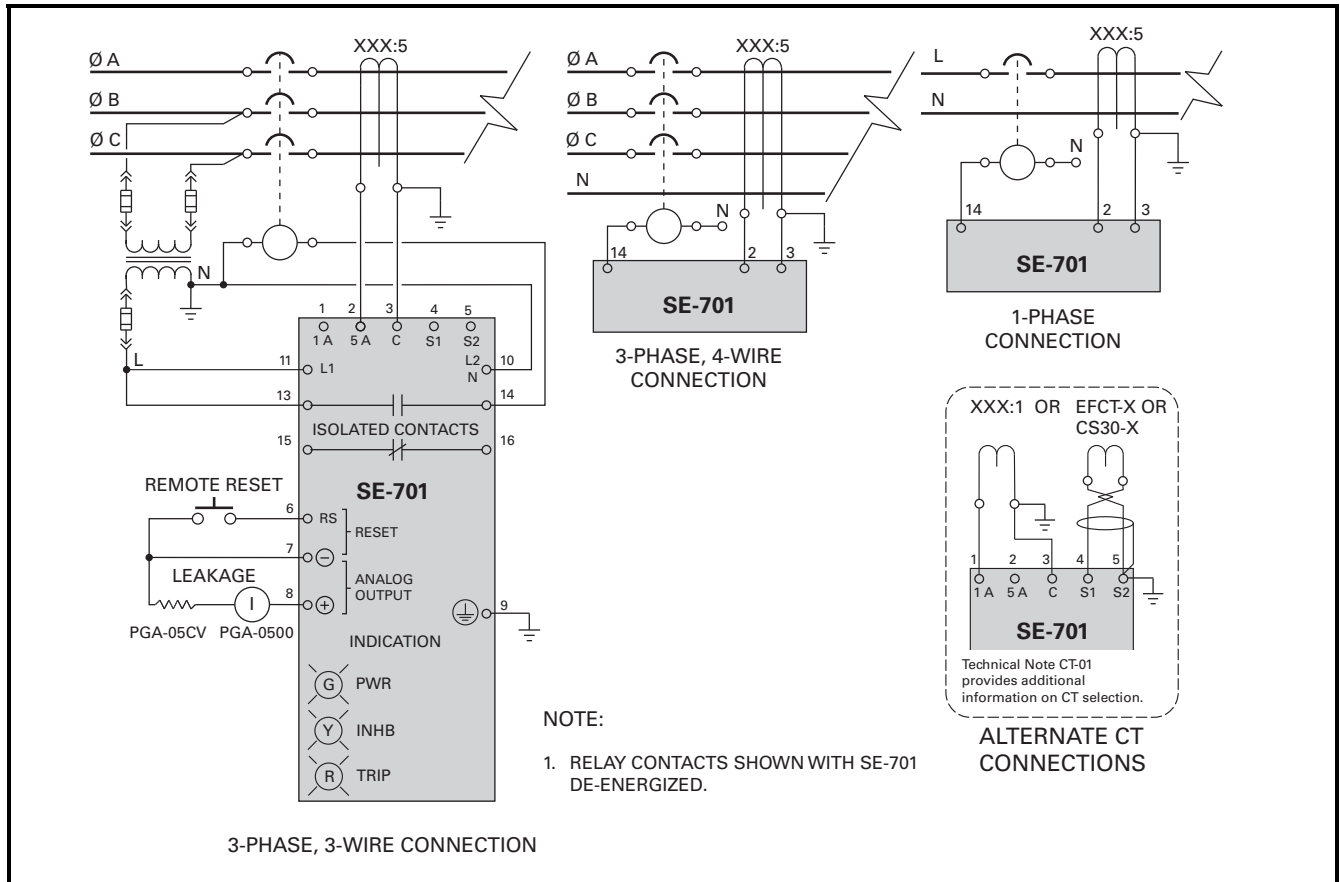 XXX:5
Ø A
Ø B
Ø C
N
L
1 2 3 4 5
1 A 5 A C S1 S2
11 L1 L2 10
N
13 14
ISOLATED CONTACTS
15 16
SE-701
REMOTE RESET
6 RS
RESET
7 −
LEAKAGE
ANALOG
OUTPUT
I 8 +
9
PGA-05CV PGA-0500
INDICATION
G PWR
Y INHB
R TRIP
3-PHASE, 3-WIRE CONNECTION
XXX:5
Ø A
Ø B
Ø C
N
N
14 2 3
SE-701
3-PHASE, 4-WIRE
CONNECTION
XXX:5
L
N
N
14 2 3
SE-701
1-PHASE
CONNECTION
XXX:1 OR EFCT-X OR
CS30-X
1 2 3 4 5
1 A 5 A C S1 S2
SE-701
Technical Note CT-01
provides additional
information on CT selection.
ALTERNATE CT
CONNECTIONS
NOTE:
1. RELAY CONTACTS SHOWN WITH SE-701
DE-ENERGIZED.